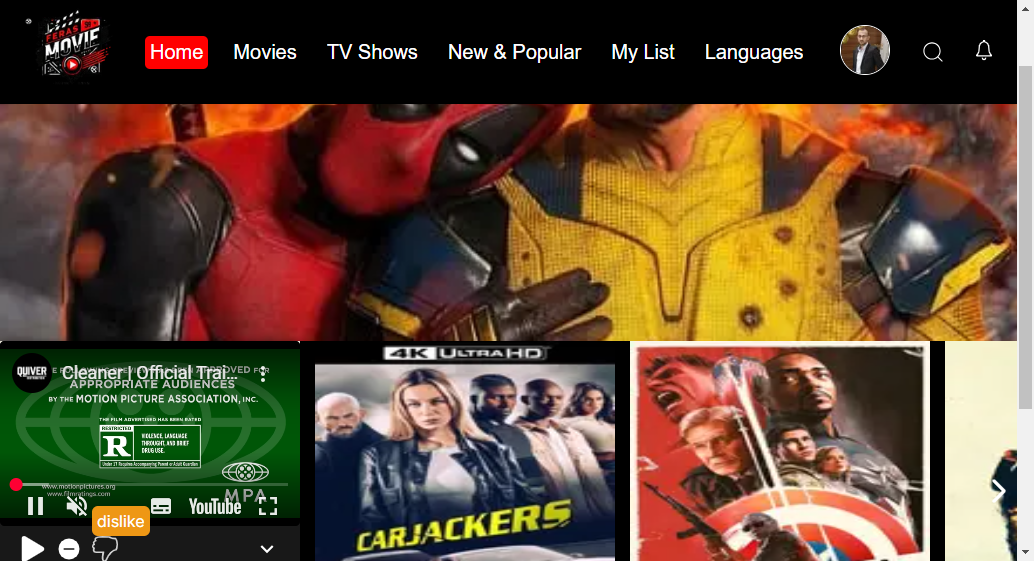 FERAS
MOVIE
Home
Movies
TV Shows
New & Popular
My List
Languages
QUIVER
Cleaner | Official Trai...
APPROPRIATE AUDIENCES
BY THE MOTION PICTURE ASSOCIATION, INC.
THE FILM ADVERTISED HAS BEEN RATED
RESTRICTED
R
VIOLENCE, LANGUAGE
THROUGHT, AND BRIEF
DRUG USE.
Under 17 Requires Accompanying Parent or Adult Guardian
www.motionpictures.org
www.filmratings.com
MPA
YouTube
dislike
4K ULTRA HD
CARJACKERS